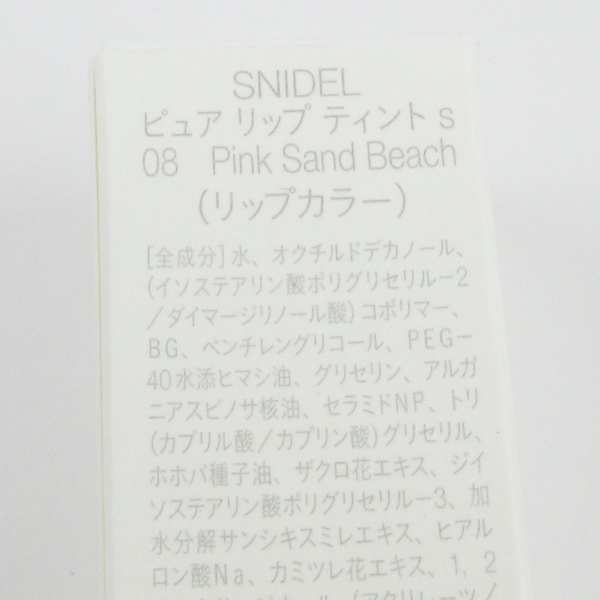 SNIDEL
ピュア リップ ティント s
08 Pink Sand Beach
(リップカラー)
[全成分]水、オクチルドデカノール、
(イソステアリン酸ポリグリセリル−2
/ダイマージリノール酸)コポリマー、
BG、ペンチレングリコール、PEG−
40水添ヒマシ油、グリセリン、アルガ
ニアスピノサ核油、セラミドNP、トリ
(カプリル酸/カプリン酸)グリセリル、
ホホバ種子油、ザクロ花エキス、ジイ
ソステアリン酸ポリグリセリル−3、加
水分解サンシキスミレエキス、ヒアル
ロン酸Na、カミツレ花エキス、1,2